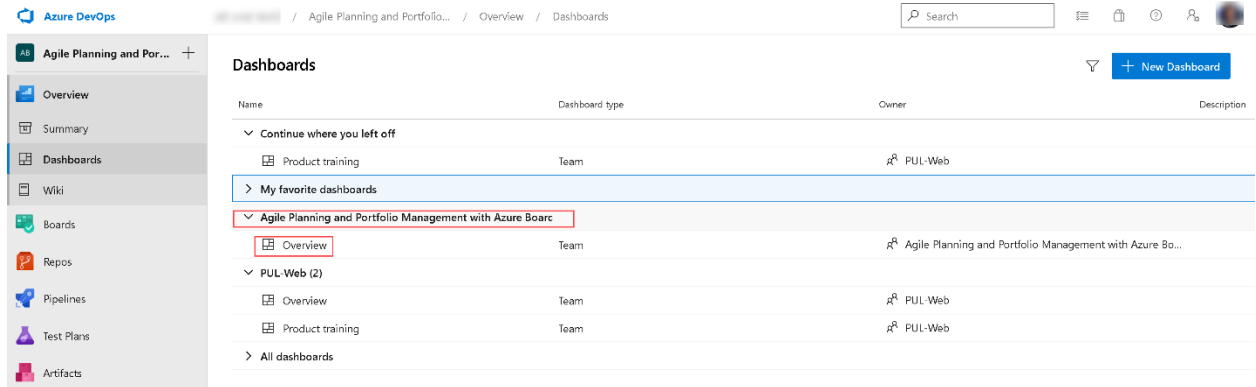 Azure DevOps
/ Agile Planning and Portfolio... / Overview / Dashboards
Search
AB Agile Planning and Por...
Overview
Summary
Dashboards
Wiki
Boards
Repos
Pipelines
Test Plans
Artifacts
Dashboards
New Dashboard
Name Dashboard type Owner Description
Continue where you left off
Product training Team PUL-Web
My favorite dashboards
Agile Planning and Portfolio Management with Azure Boarc
Overview Team Agile Planning and Portfolio Management with Azure Bo...
PUL-Web (2)
Overview Team PUL-Web
Product training Team PUL-Web
All dashboards